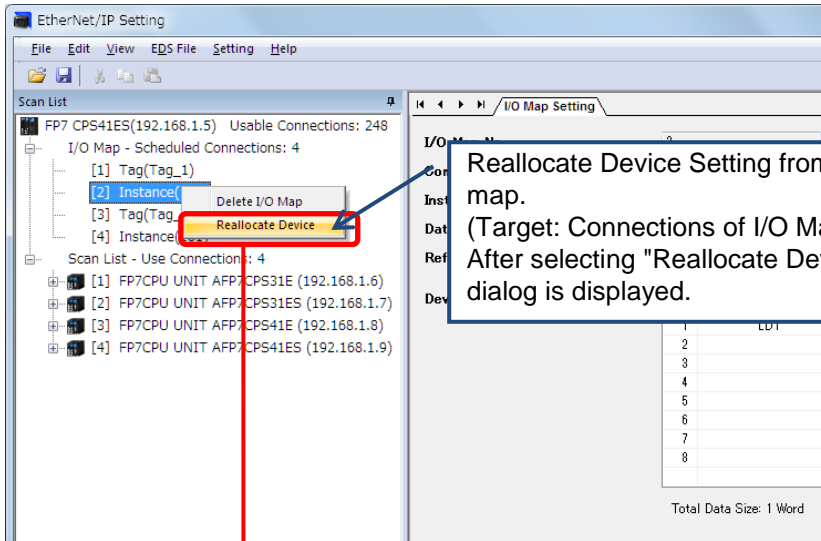 EtherNet/IP Setting
File Edit View EDS File Setting Help
Scan List
I/O Map Setting
FP7 CPS41ES(192.168.1.5) Usable Connections: 248
I/O Map - Scheduled Connections: 4
[1] Tag(Tag_1)
[2] Instance(
[3] Tag(Tag_
[4] Instance(
Delete I/O Map
Reallocate Device
Scan List - Use Connections: 4
[1] FP7CPU UNIT AFP7CPS31E (192.168.1.6)
[2] FP7CPU UNIT AFP7CPS31ES (192.168.1.7)
[3] FP7CPU UNIT AFP7CPS41E (192.168.1.8)
[4] FP7CPU UNIT AFP7CPS41ES (192.168.1.9)
Reallocate Device Setting from
map.
(Target: Connections of I/O Ma
After selecting "Reallocate De
dialog is displayed.
Inst
Dat
Ref
Dev
1 LDT
2
3
4
5
6
7
8
Total Data Size: 1 Word